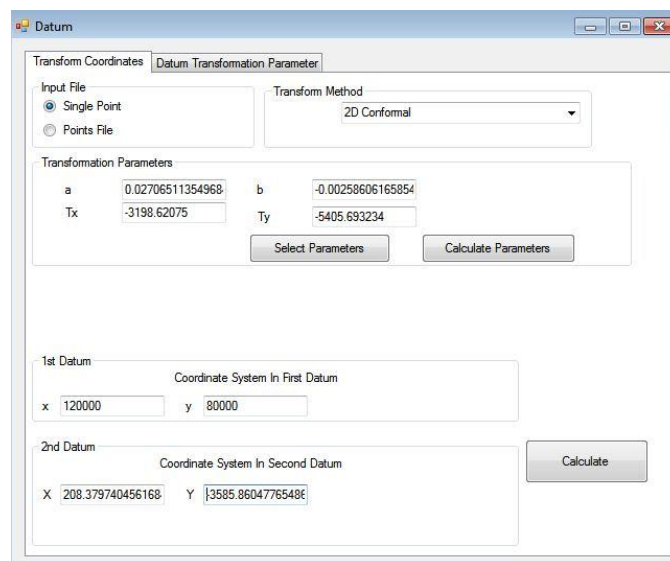 Datum
Transform Coordinates Datum Transformation Parameter
Input File Transform Method
Single Point 2D Conformal
Points File
Transformation Parameters
a 0.02706511354968 b -0.00258606165854
Tx -3198.62075 Ty -5405.693234
Select Parameters Calculate Parameters
1st Datum
Coordinate System In First Datum
x 120000 y 80000
2nd Datum
Coordinate System In Second Datum
Calculate
X 208.379740456168 Y -3585.86047765486